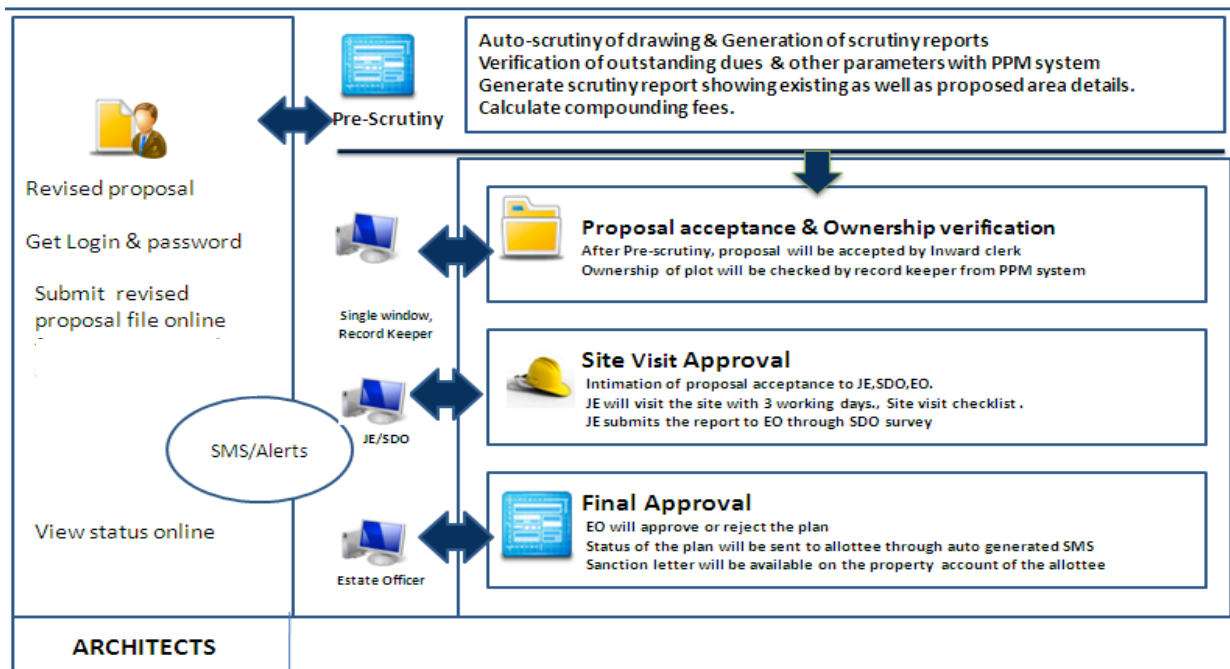 Auto-scrutiny of drawing & Generation of scrutiny reports
Verification of outstanding dues & other parameters with PPM system
Generate scrutiny report showing existing as well as proposed area details.
Calculate compounding fees.
Pre-Scrutiny
Revised proposal
Get Login & password
Submit revised
proposal file online
SMS/Alerts
View status online
ARCHITECTS
Single window,
Record Keeper
JE/SDO
Estate Officer
Proposal acceptance & Ownership verification
After Pre-scrutiny, proposal will be accepted by Inward clerk
Ownership of plot will be checked by record keeper from PPM system
Site Visit Approval
Intimation of proposal acceptance to JE,SDO,EO.
JE will visit the site with 3 working days., Site visit checklist .
JE submits the report to EO through SDO survey
Final Approval
EO will approve or reject the plan
Status of the plan will be sent to allottee through auto generated SMS
Sanction letter will be available on the property account of the allottee